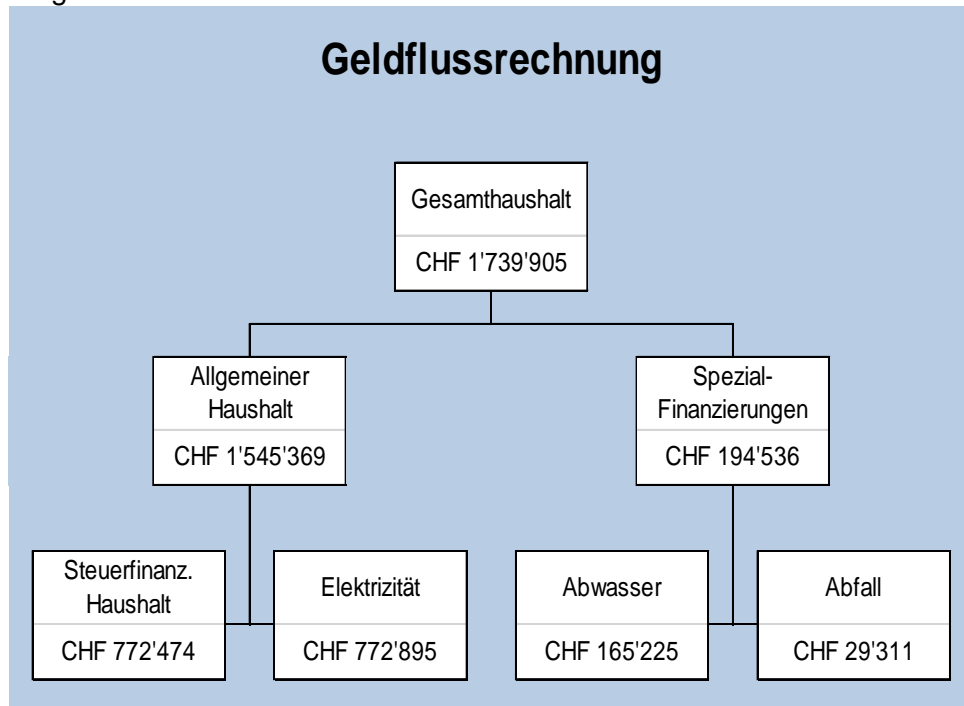 Geldflussrechnung
Gesamthaushalt
CHF 1'739'905
Allgemeiner
Haushalt
CHF 1'545'369
Spezial-
Finanzierungen
CHF 194'536
Steuerfinanz.
Haushalt
CHF 772'474
Elektrizität
CHF 772'895
Abwasser
CHF 165'225
Abfall
CHF 29'311